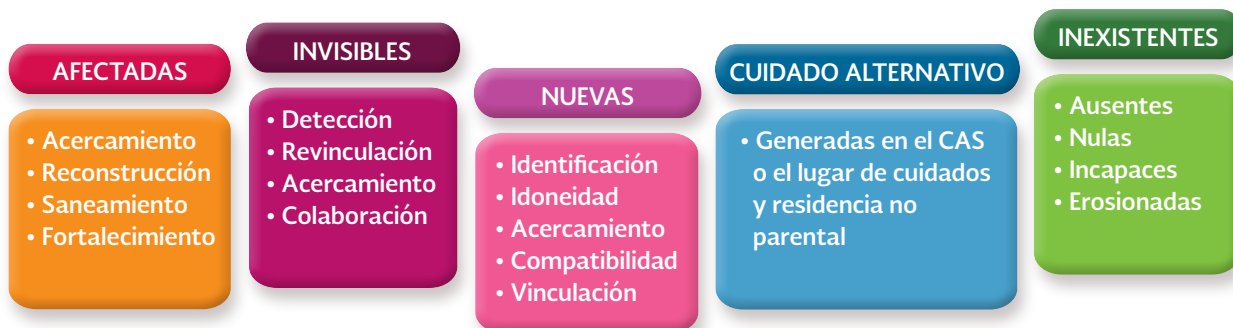 AFECTADAS
• Acercamiento
• Reconstrucción
• Saneamiento
• Fortalecimiento
INVISIBLES
• Detección
• Revinculación
• Acercamiento
• Colaboración
NUEVAS
• Identificación
• Idoneidad
• Acercamiento
• Compatibilidad
• Vinculación
CUIDADO ALTERNATIVO
• Generadas en el CAS
o el lugar de cuidados
y residencia no
parental
INEXISTENTES
• Ausentes
• Nulas
• Incapaces
• Erosionadas